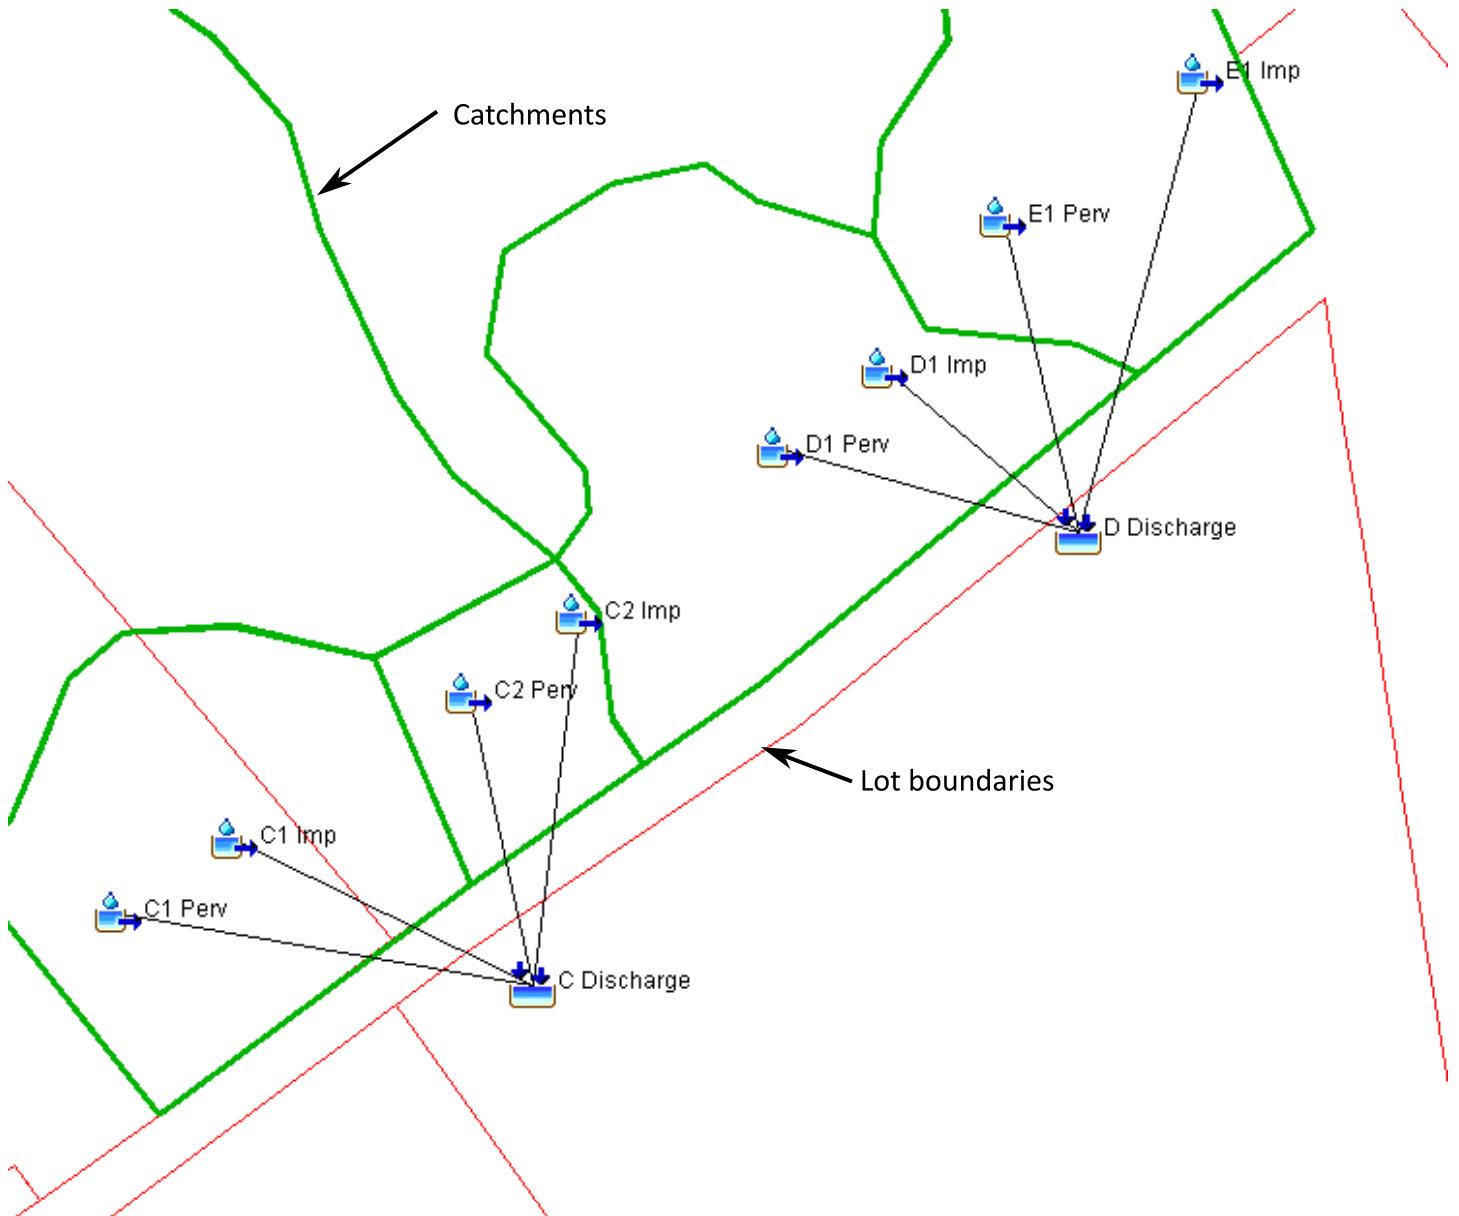 E1 Imp
Catchments
E1 Perv
D1 Imp
D1 Perv
D Discharge
C2 Imp
C2 Perv
Lot boundaries
C1 Imp
C1 Perv
C Discharge